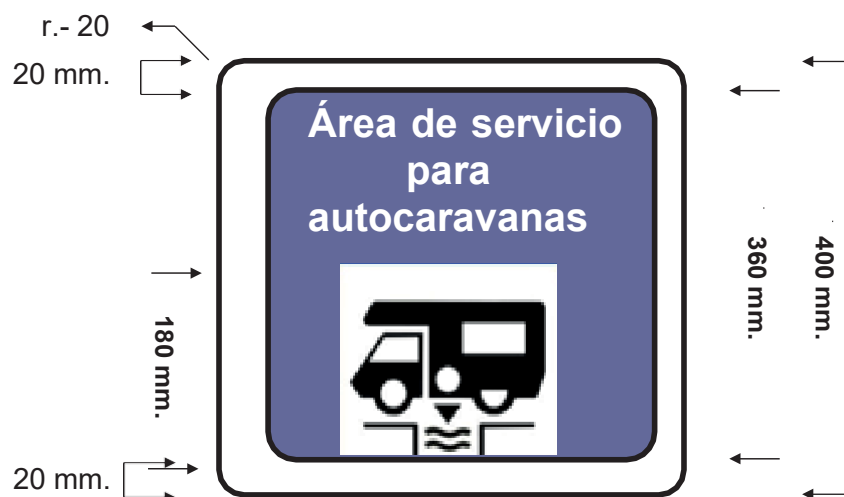 r.- 20
20 mm.
Área de servicio
para
autocaravanas
180 mm.
360 mm.
400 mm.
20 mm.